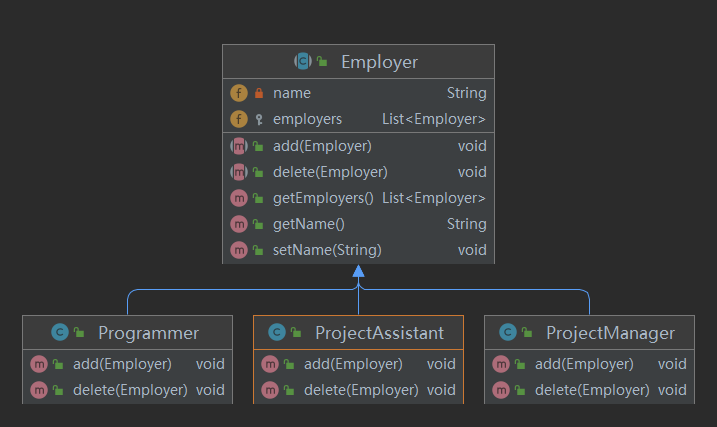 Employer
name String
employers List<Employer>
add(Employer) void
delete(Employer) void
getEmployers() List<Employer>
getName() String
setName(String) void
Programmer
add(Employer) void
delete(Employer) void
ProjectAssistant
add(Employer) void
delete(Employer) void
ProjectManager
add(Employer) void
delete(Employer) void